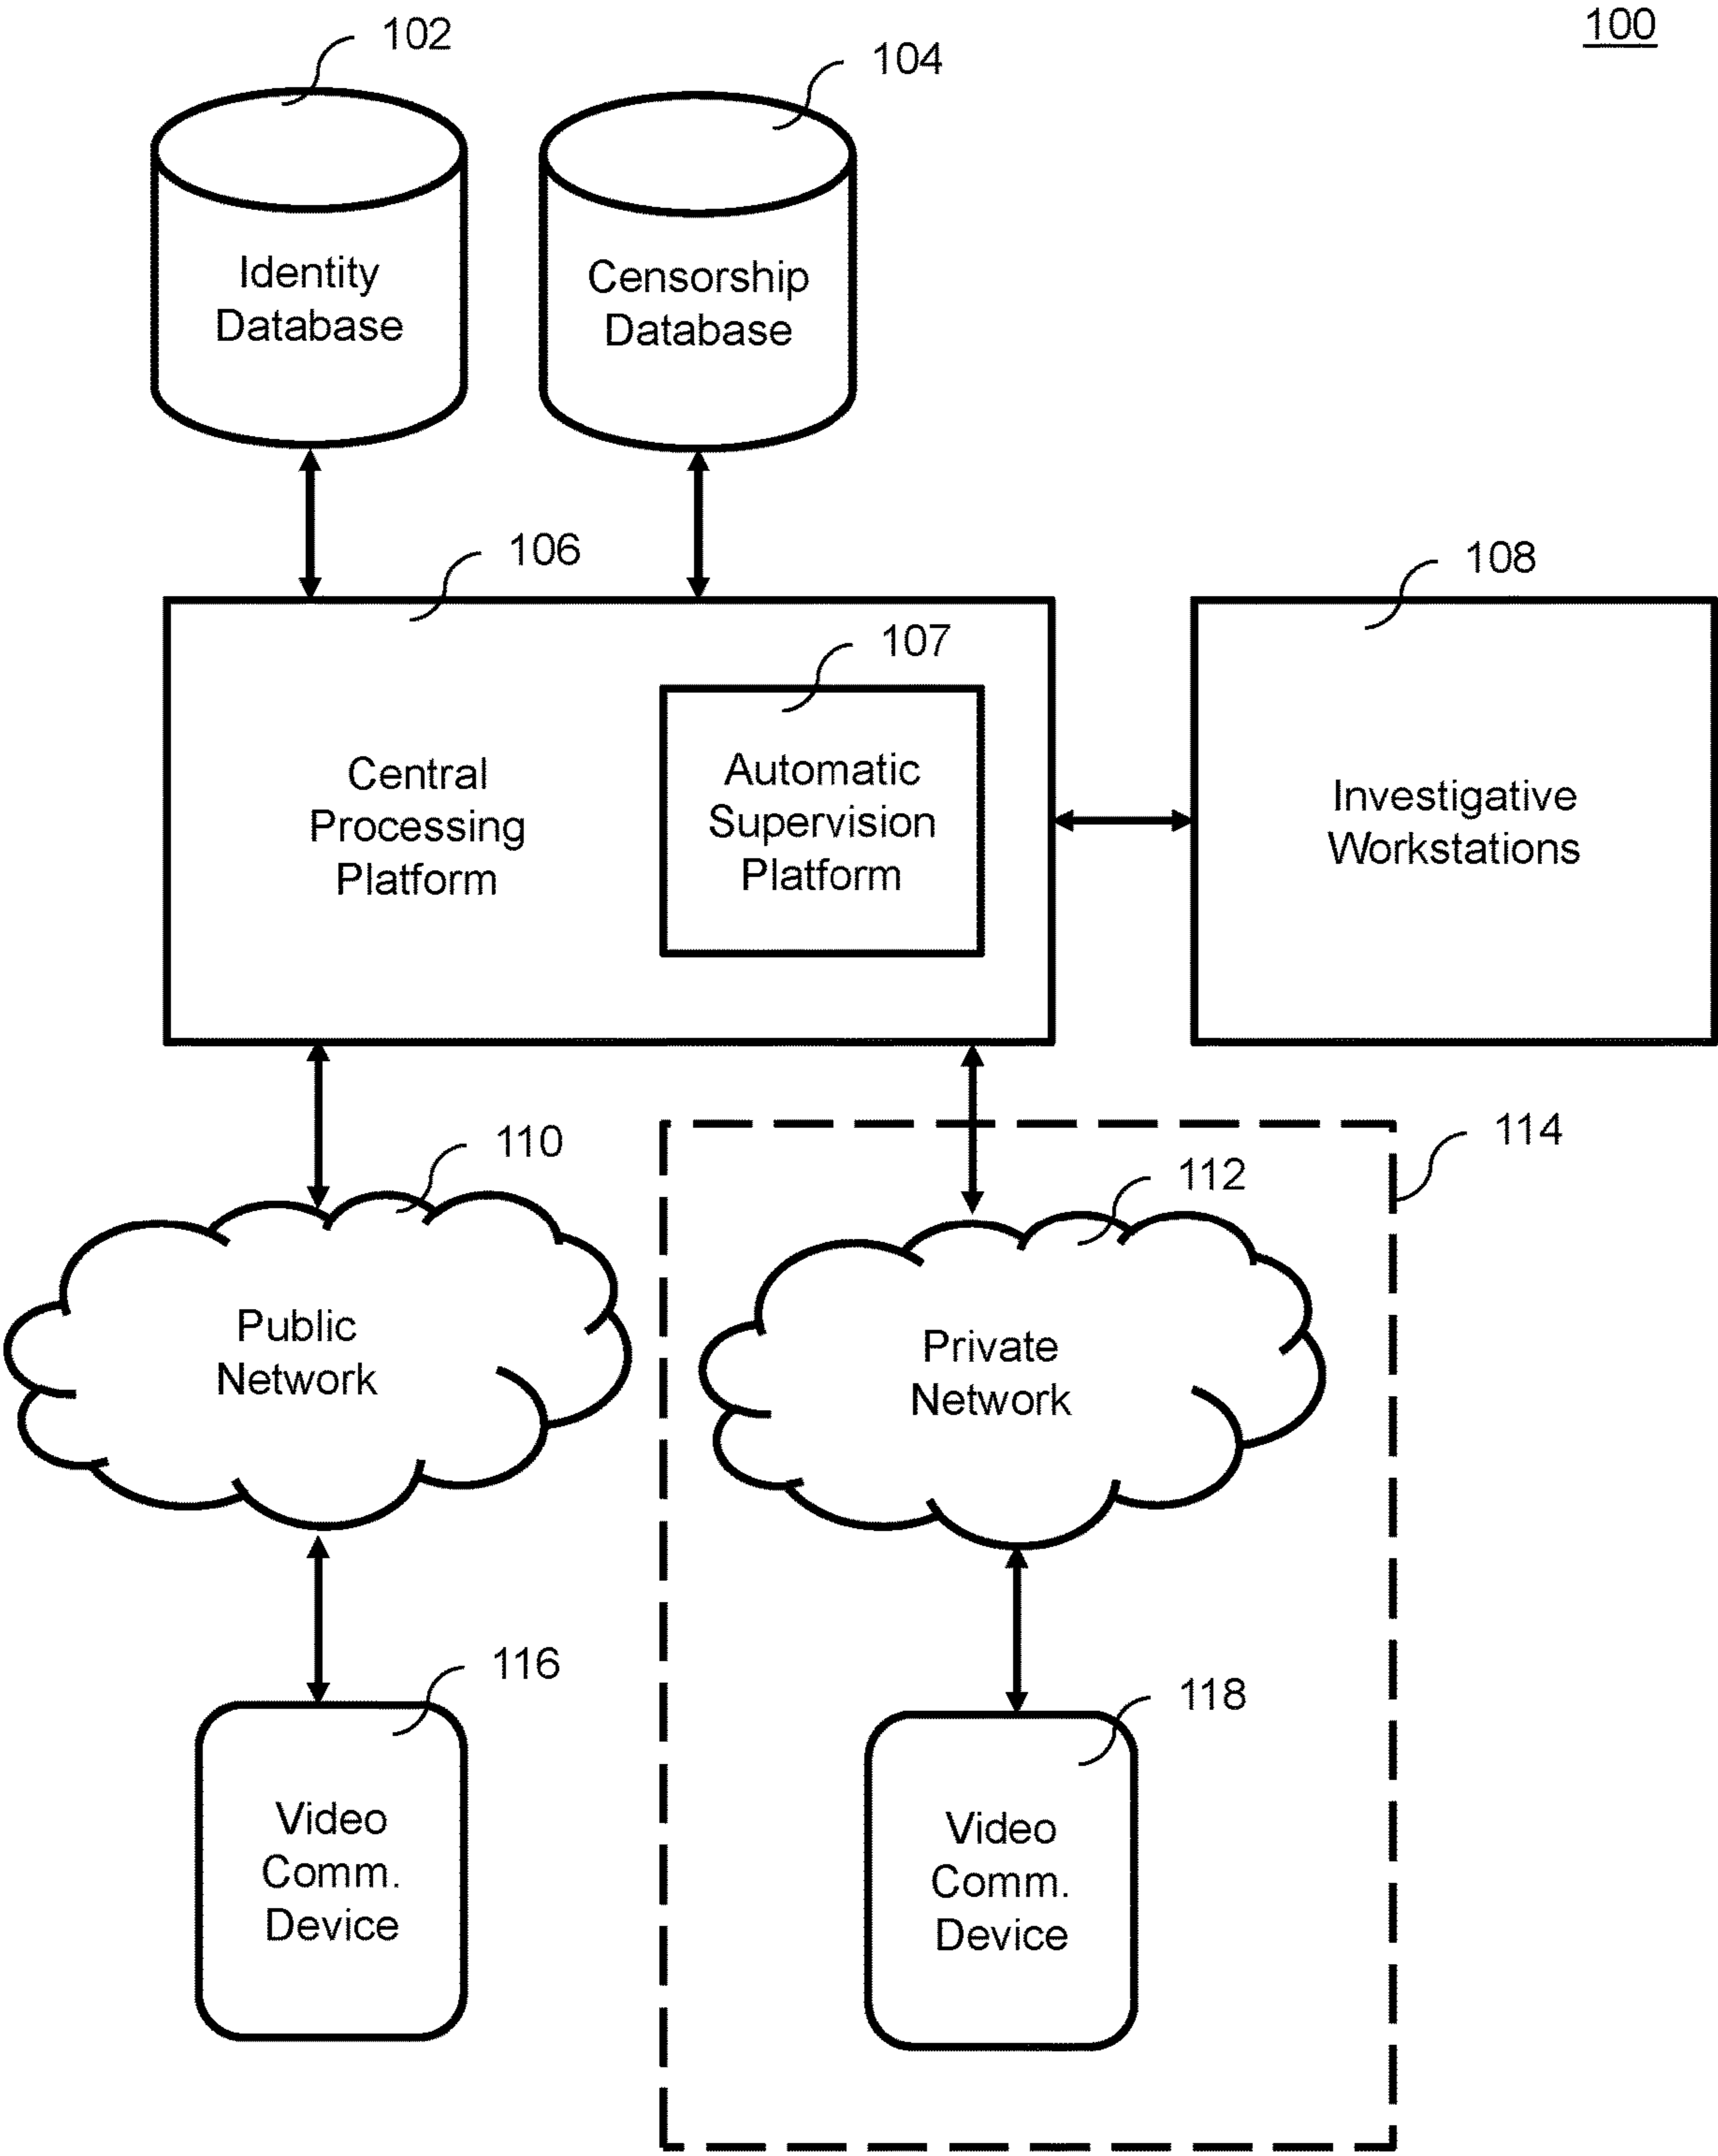 100
102
104
Identity
Database
Censorship
Database
106
108
107
Central
Processing
Platform
Automatic
Supervision
Platform
Investigative
Workstations
110
112
114
Public
Network
Private
Network
116
118
Video
Comm.
Device
Video
Comm.
Device